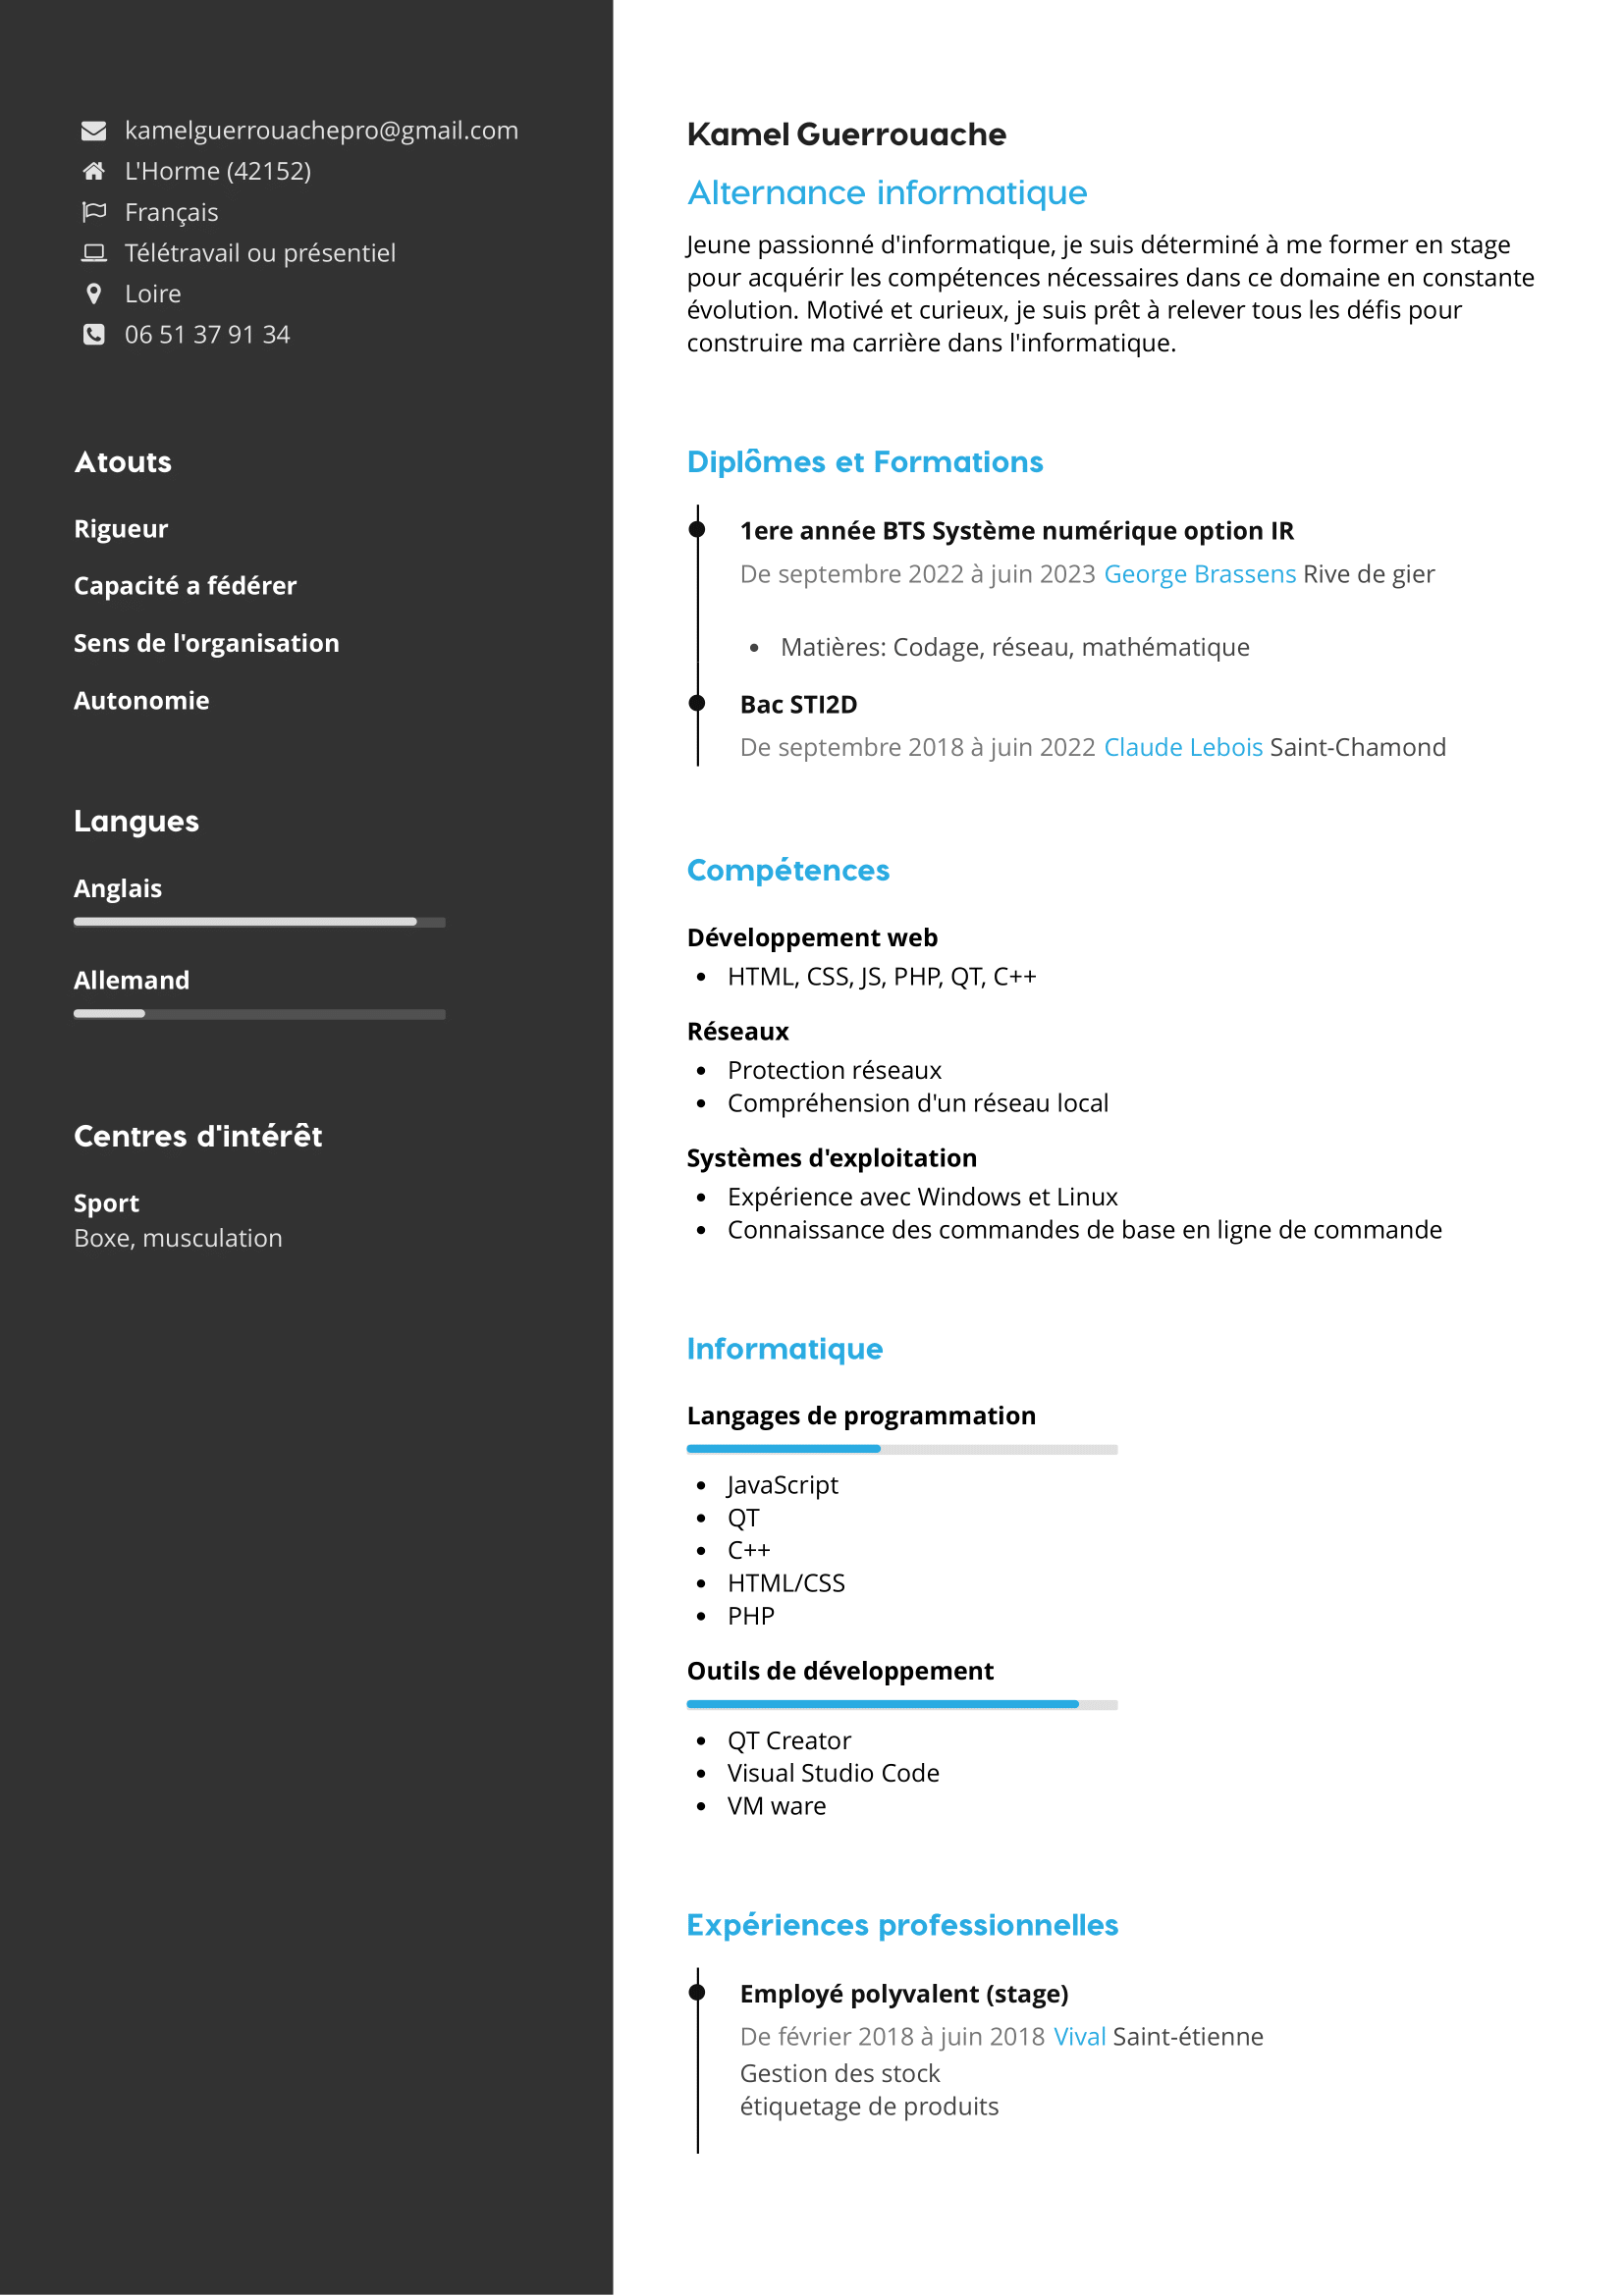 kamelguerrouachepro@gmail.com
L'Horme (42152)
Français
Télétravail ou présentiel
Loire
06 51 37 91 34
Atouts
Rigueur
Capacité a fédérer
Sens de l'organisation
Autonomie
Langues
Anglais
Allemand
Centres d'intérêt
Sport
Boxe, musculation
Kamel Guerrouache
Alternance informatique
Jeune passionné d'informatique, je suis déterminé à me former en stage
pour acquérir les compétences nécessaires dans ce domaine en constante
évolution. Motivé et curieux, je suis prêt à relever tous les défis pour
construire ma carrière dans l'informatique.
Diplômes et Formations
1ere année BTS Système numérique option IR
De septembre 2022 à juin 2023 George Brassens Rive de gier
• Matières: Codage, réseau, mathématique
Bac STI2D
De septembre 2018 à juin 2022 Claude Lebois Saint-Chamond
Compétences
Développement web
• HTML, CSS, JS, PHP, QT, C++
Réseaux
• Protection réseaux
• Compréhension d'un réseau local
Systèmes d'exploitation
• Expérience avec Windows et Linux
• Connaissance des commandes de base en ligne de commande
Informatique
Langages de programmation
• JavaScript
• QT
• C++
• HTML/CSS
• PHP
Outils de développement
• QT Creator
• Visual Studio Code
• VM ware
Expériences professionnelles
Employé polyvalent (stage)
De février 2018 à juin 2018 Vival Saint-étienne
Gestion des stock
étiquetage de produits